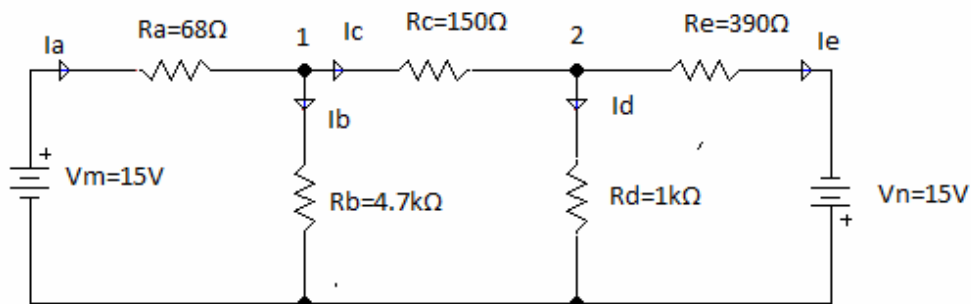 Ra=68Ω
Rc=150Ω
Re=390Ω
Ia
1
Ic
2
Ie
Ib
Id
+
Vm=15V
Rb=4.7kΩ
Rd=1kΩ
Vn=15V
+